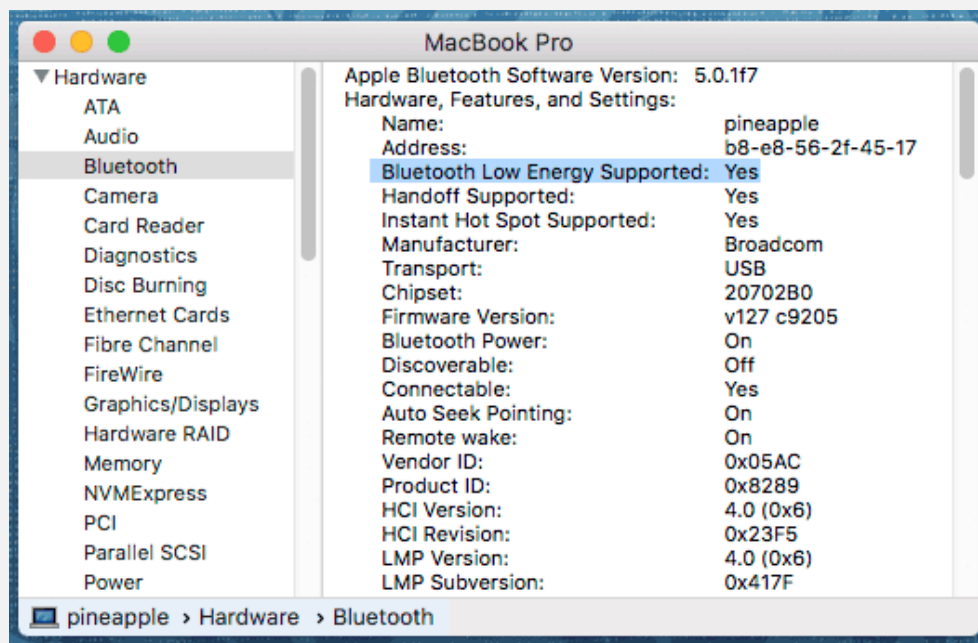 MacBook Pro
Hardware
ATA
Audio
Bluetooth
Camera
Card Reader
Diagnostics
Disc Burning
Ethernet Cards
Fibre Channel
FireWire
Graphics/Displays
Hardware RAID
Memory
NVMExpress
PCI
Parallel SCSI
Power
Apple Bluetooth Software Version: 5.0.1f7
Hardware, Features, and Settings:
Name: pineapple
Address: b8-e8-56-2f-45-17
Bluetooth Low Energy Supported: Yes
Handoff Supported: Yes
Instant Hot Spot Supported: Yes
Manufacturer: Broadcom
Transport: USB
Chipset: 20702B0
Firmware Version: v127 c9205
Bluetooth Power: On
Discoverable: Off
Connectable: Yes
Auto Seek Pointing: On
Remote wake: On
Vendor ID: 0x05AC
Product ID: 0x8289
HCI Version: 4.0 (0x6)
HCI Revision: 0x23F5
LMP Version: 4.0 (0x6)
LMP Subversion: 0x417F
pineapple › Hardware › Bluetooth